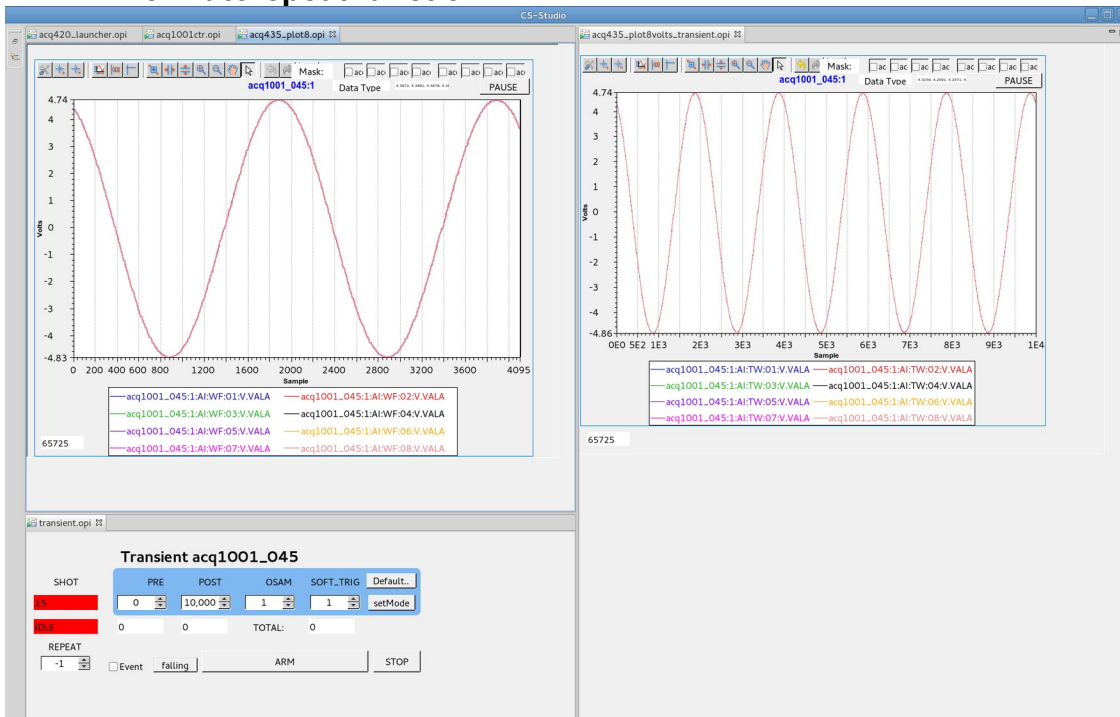 CS-Studio
acq420_launcher.opi acq1001ctr.opi acq435_plot8.opi
Mask:
acq1001_045:1 Data Type PAUSE
4.74
4
3
2
1
0
-1
-2
-3
-4
-4.83
Volts
0 200 400 600 800 1200 1600 2000 2400 2800 3200 3600 4095
Sample
acq1001_045:1:AI:WF:01:V.VALA acq1001_045:1:AI:WF:02:V.VALA
acq1001_045:1:AI:WF:03:V.VALA acq1001_045:1:AI:WF:04:V.VALA
acq1001_045:1:AI:WF:05:V.VALA acq1001_045:1:AI:WF:06:V.VALA
acq1001_045:1:AI:WF:07:V.VALA acq1001_045:1:AI:WF:08:V.VALA
65725
acq435_plot8volts_transient.opi
Mask: ac ac ac ac ac ac ac
acq1001_045:1 Data Type PAUSE
4.74
4
3
2
1
0
-1
-2
-3
-4
-4.86
Volts
0E0 5E2 1E3 2E3 3E3 4E3 5E3 6E3 7E3 8E3 9E3 1E4
Sample
acq1001_045:1:AI:TW:01:V.VALA acq1001_045:1:AI:TW:02:V.VALA
acq1001_045:1:AI:TW:03:V.VALA acq1001_045:1:AI:TW:04:V.VALA
acq1001_045:1:AI:TW:05:V.VALA acq1001_045:1:AI:TW:06:V.VALA
acq1001_045:1:AI:TW:07:V.VALA acq1001_045:1:AI:TW:08:V.VALA
65725
transient.opi
Transient acq1001_045
SHOT PRE POST OSAM SOFT_TRIG Default..
15 0 10,000 1 1 setMode
IDLE 0 0 TOTAL: 0
REPEAT
-1 Event falling ARM STOP